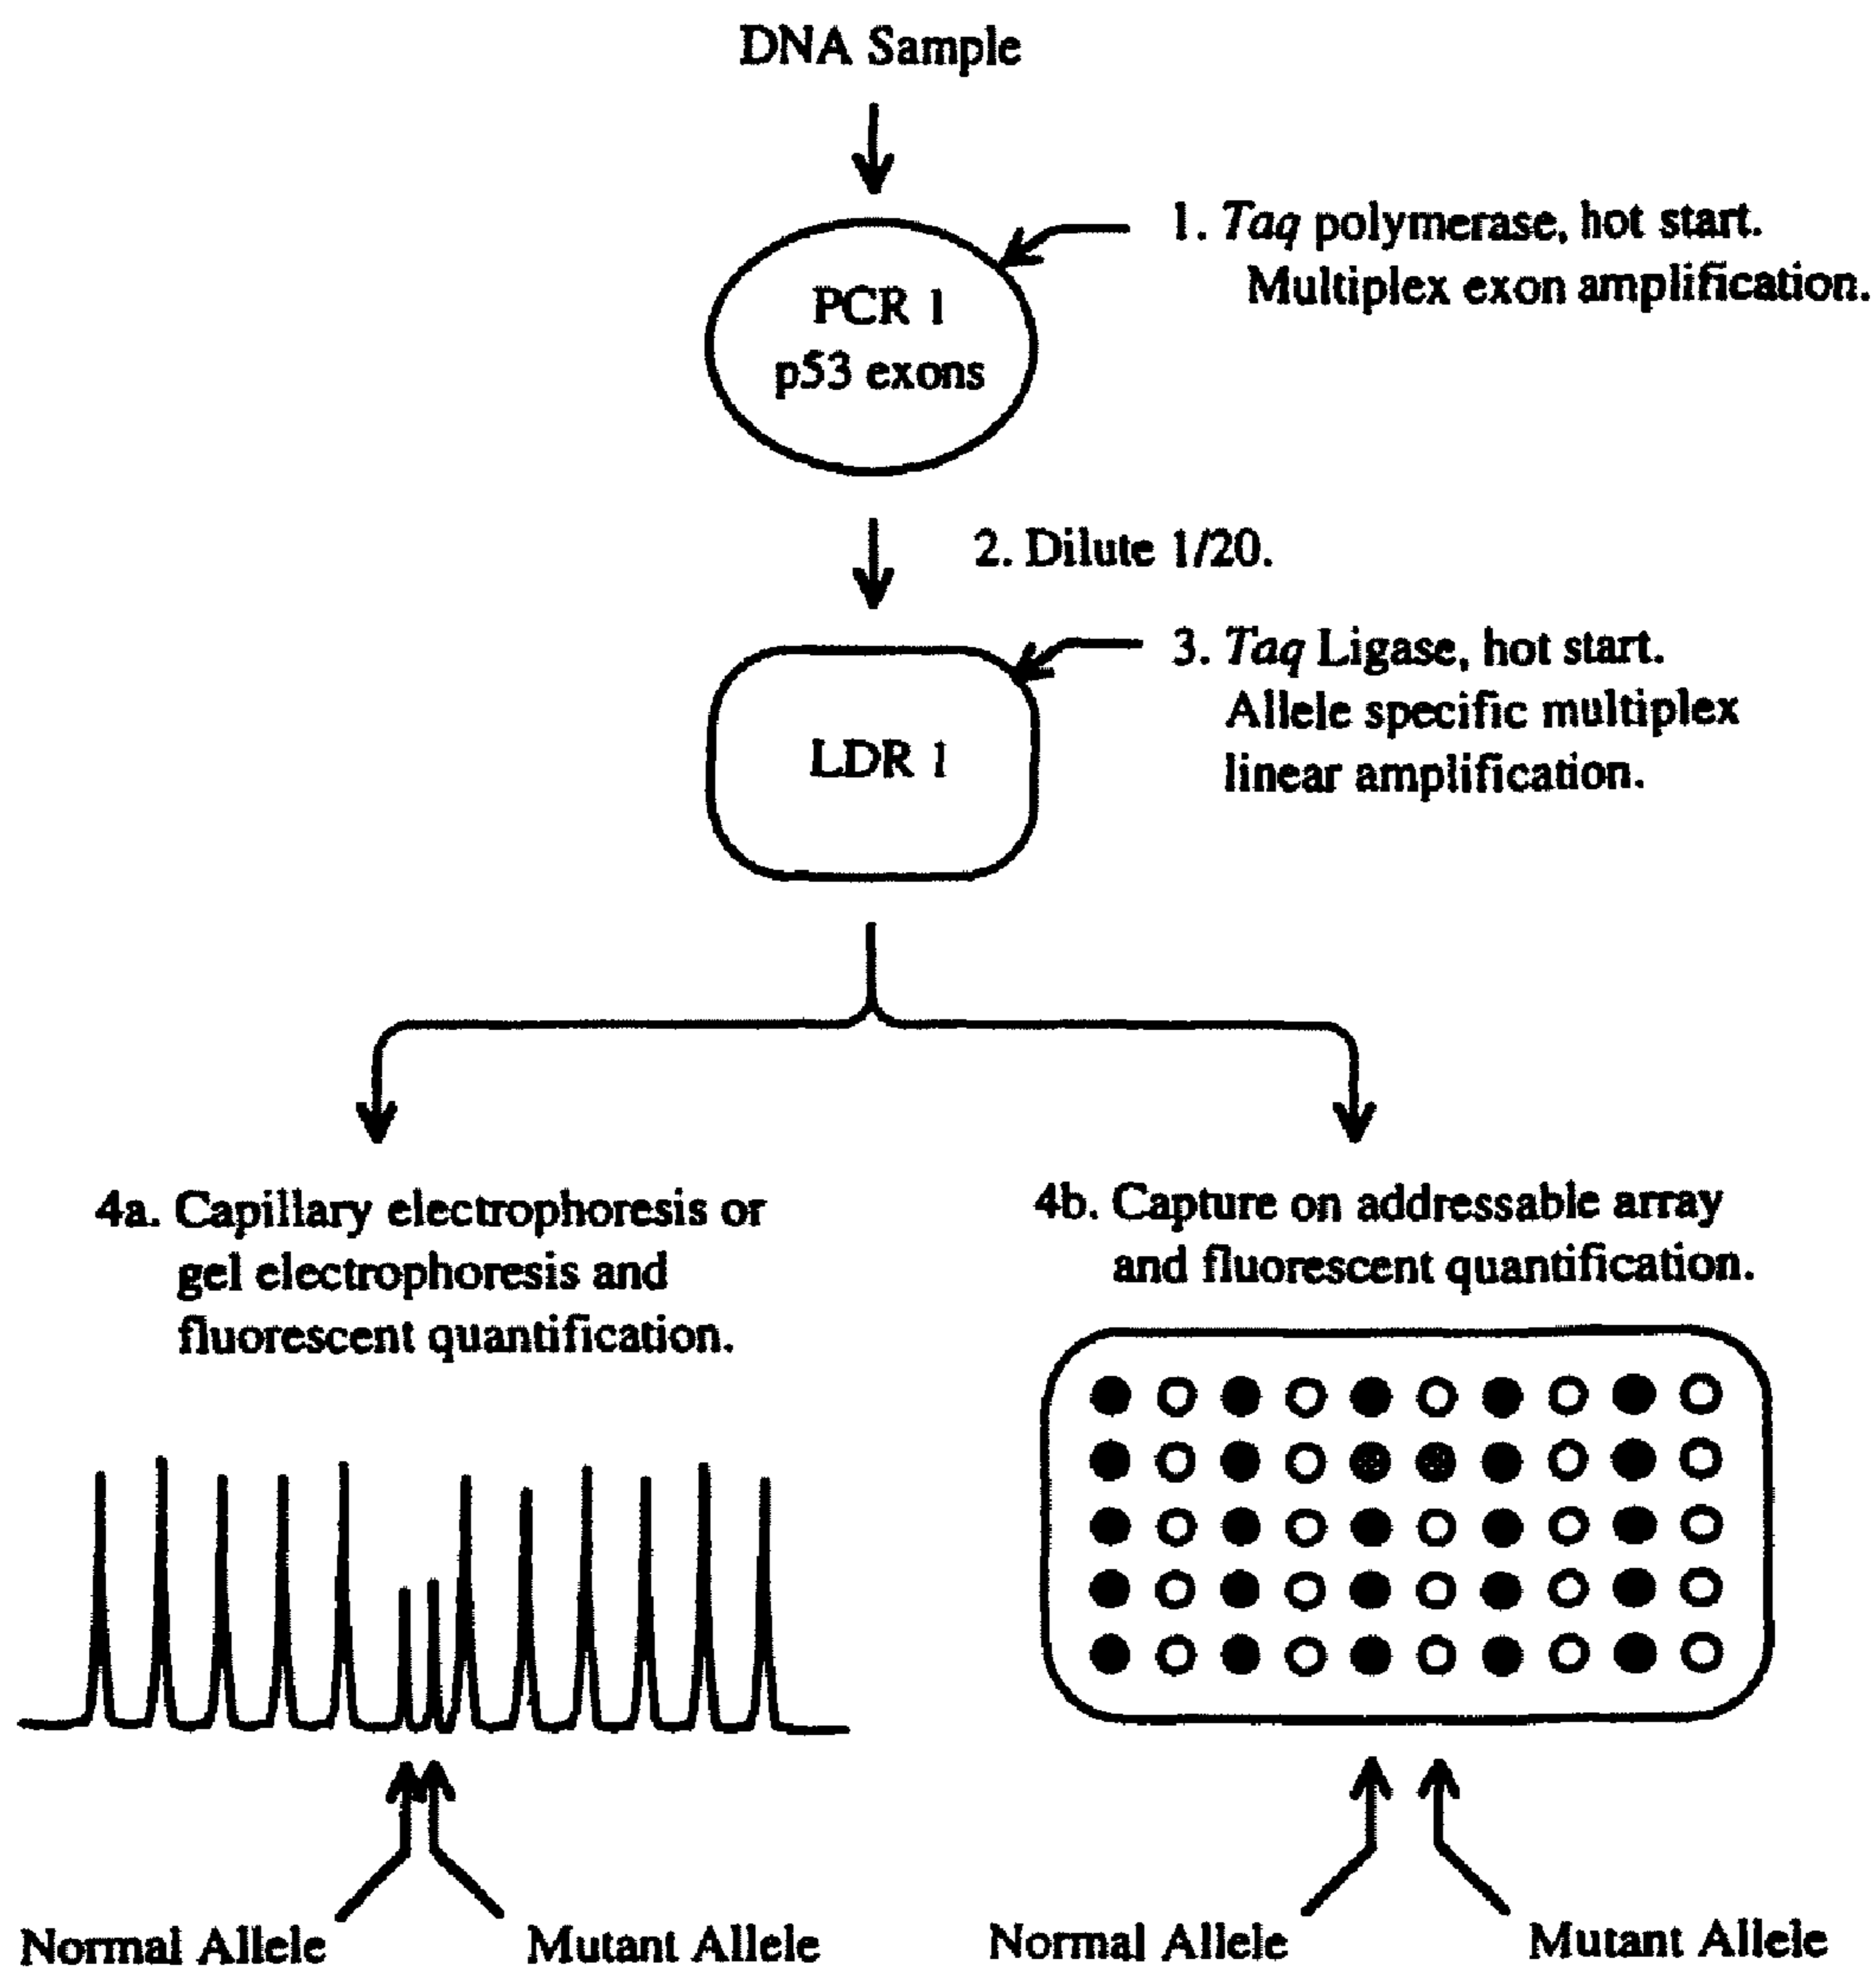 DNA Sample
1. Taq polymerase, hot start.
Multiplex exon amplification.
PCR 1
p53 exons
2. Dilute 1/20.
3. Taq Ligase, hot start.
Allele specific multiplex
linear amplification.
LDR 1
4a. Capillary electrophoresis or
gel electrophoresis and
fluorescent quantification.
4b. Capture on addressable array
and fluorescent quantification.
Normal Allele
Mutant Allele
Normal Allele
Mutant Allele